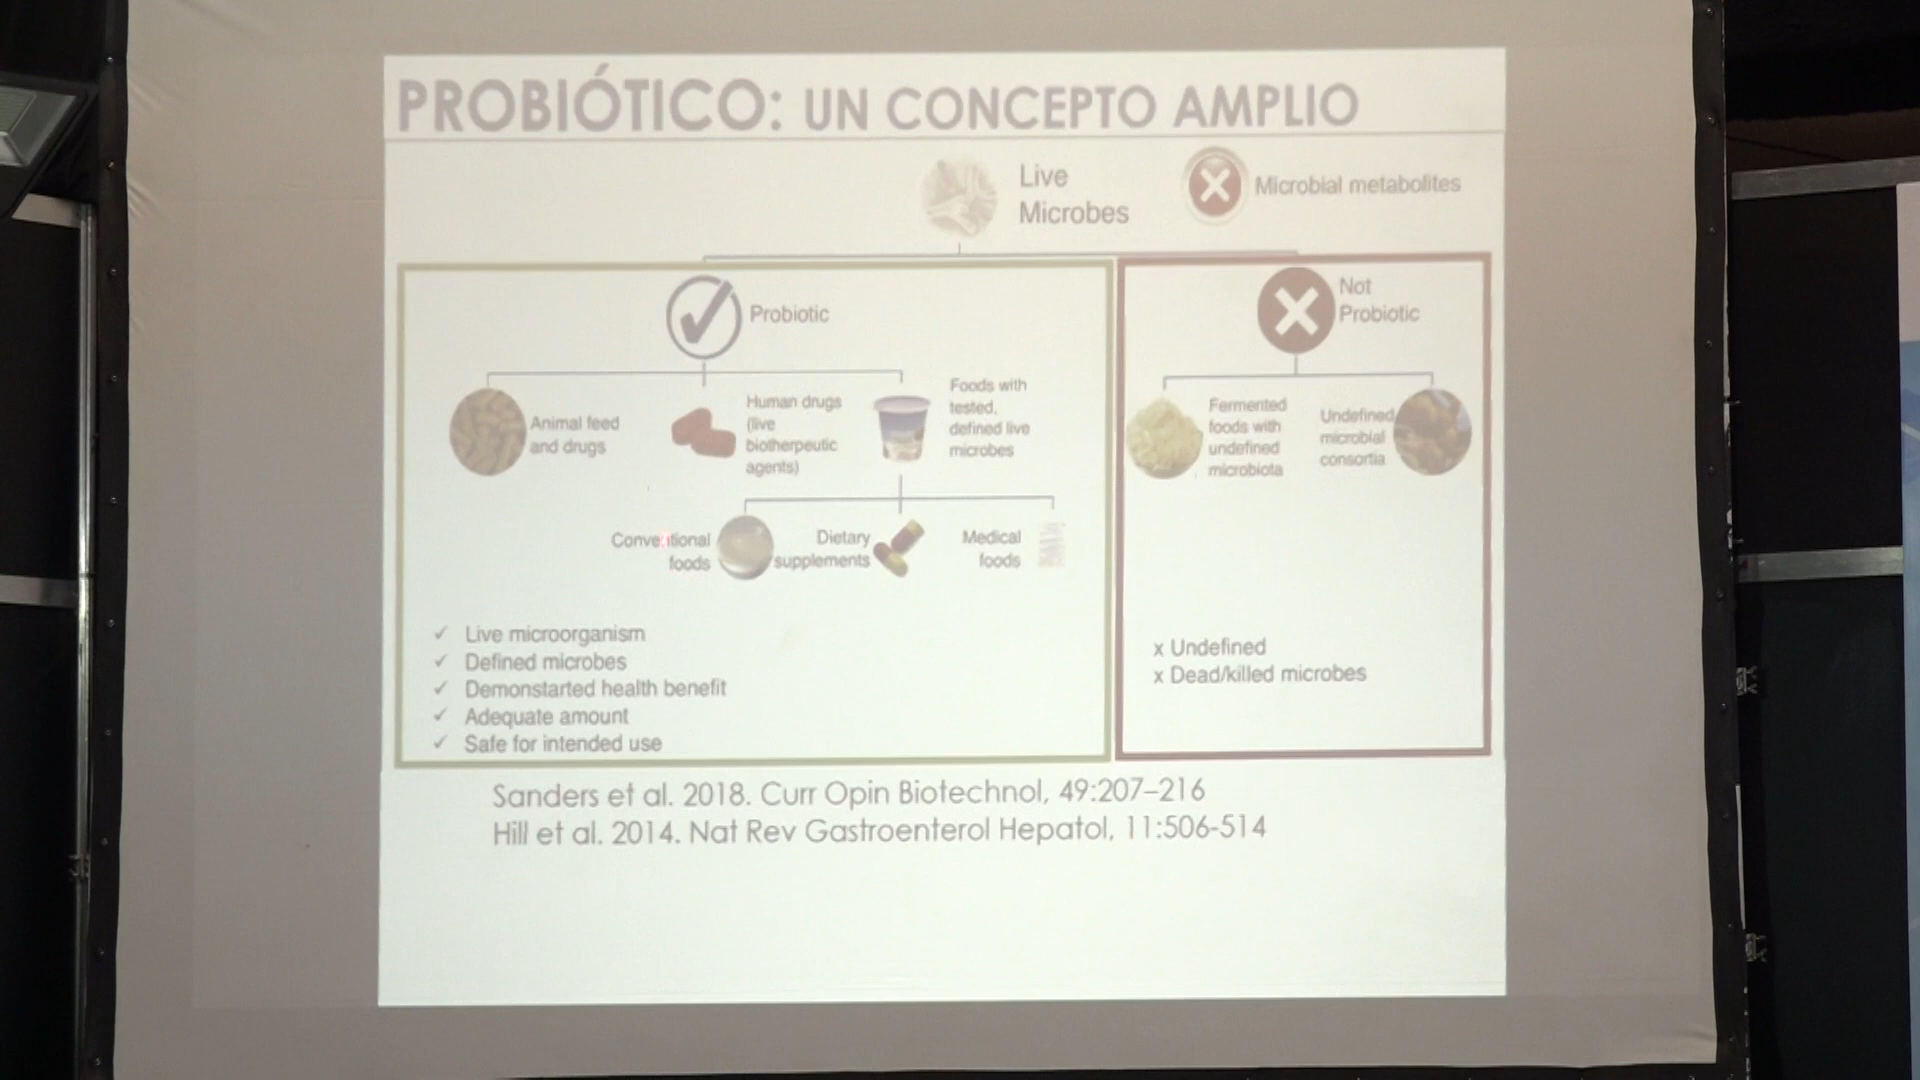 PROBIÓTICO: UN CONCEPTO AMPLIO
Live
Microbes
Microbial metabolites
Probiotic
Not
Probiotic
Animal feed
and drugs
Human drugs
(live
biotherpeutic
agents)
Foods with
tested,
defined live
microbes
Fermented
foods with
undefined
microbiota
Undefined
microbial
consortia
Conventional
foods
Dietary
supplements
Medical
foods
✓ Live microorganism
✓ Defined microbes
✓ Demonstarted health benefit
✓ Adequate amount
✓ Safe for intended use
x Undefined
x Dead/killed microbes
Sanders et al. 2018. Curr Opin Biotechnol, 49:207–216
Hill et al. 2014. Nat Rev Gastroenterol Hepatol, 11:506-514